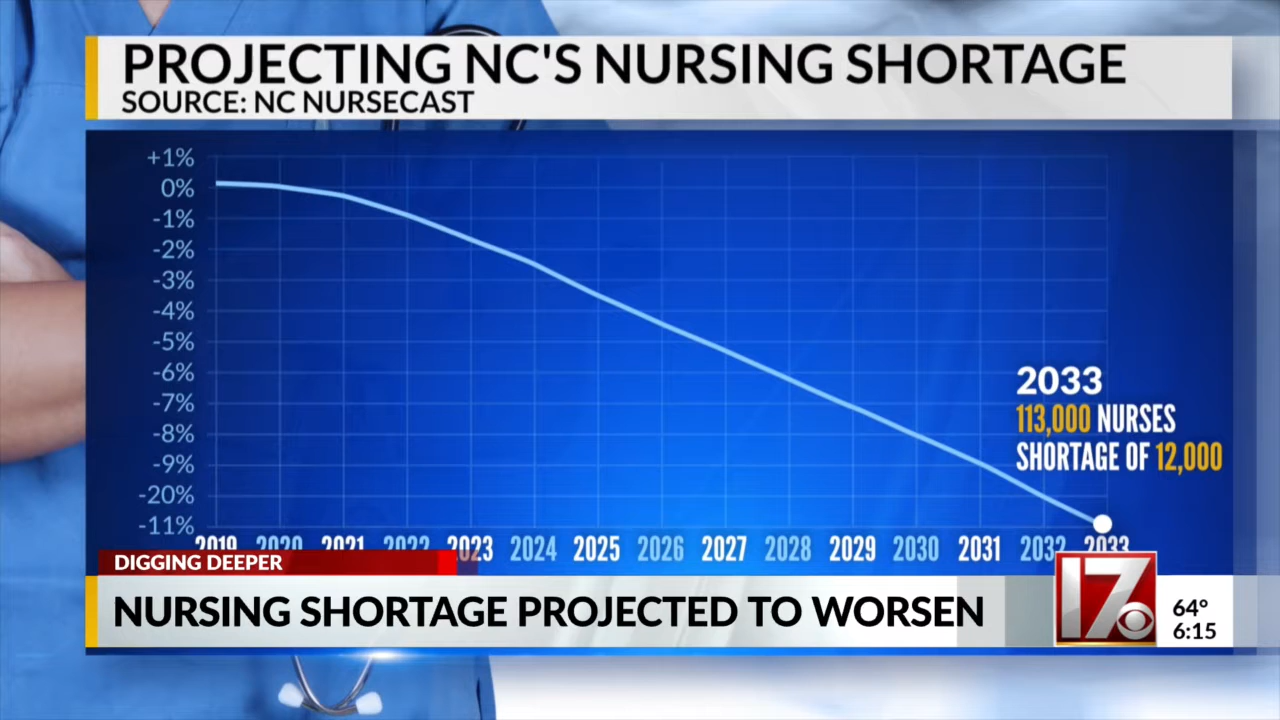 PROJECTING NC'S NURSING SHORTAGE
SOURCE: NC NURSECAST
+1%
0%
-1%
-2%
-3%
-4%
-5%
-6%
-7%
-8%
-9%
-20%
-11%
2033
113,000 NURSES
SHORTAGE OF 12,000
2019 2020 2021 2022 2023 2024 2025 2026 2027 2028 2029 2030 2031 2032 2033
DIGGING DEEPER
NURSING SHORTAGE PROJECTED TO WORSEN
17
64°
6:15